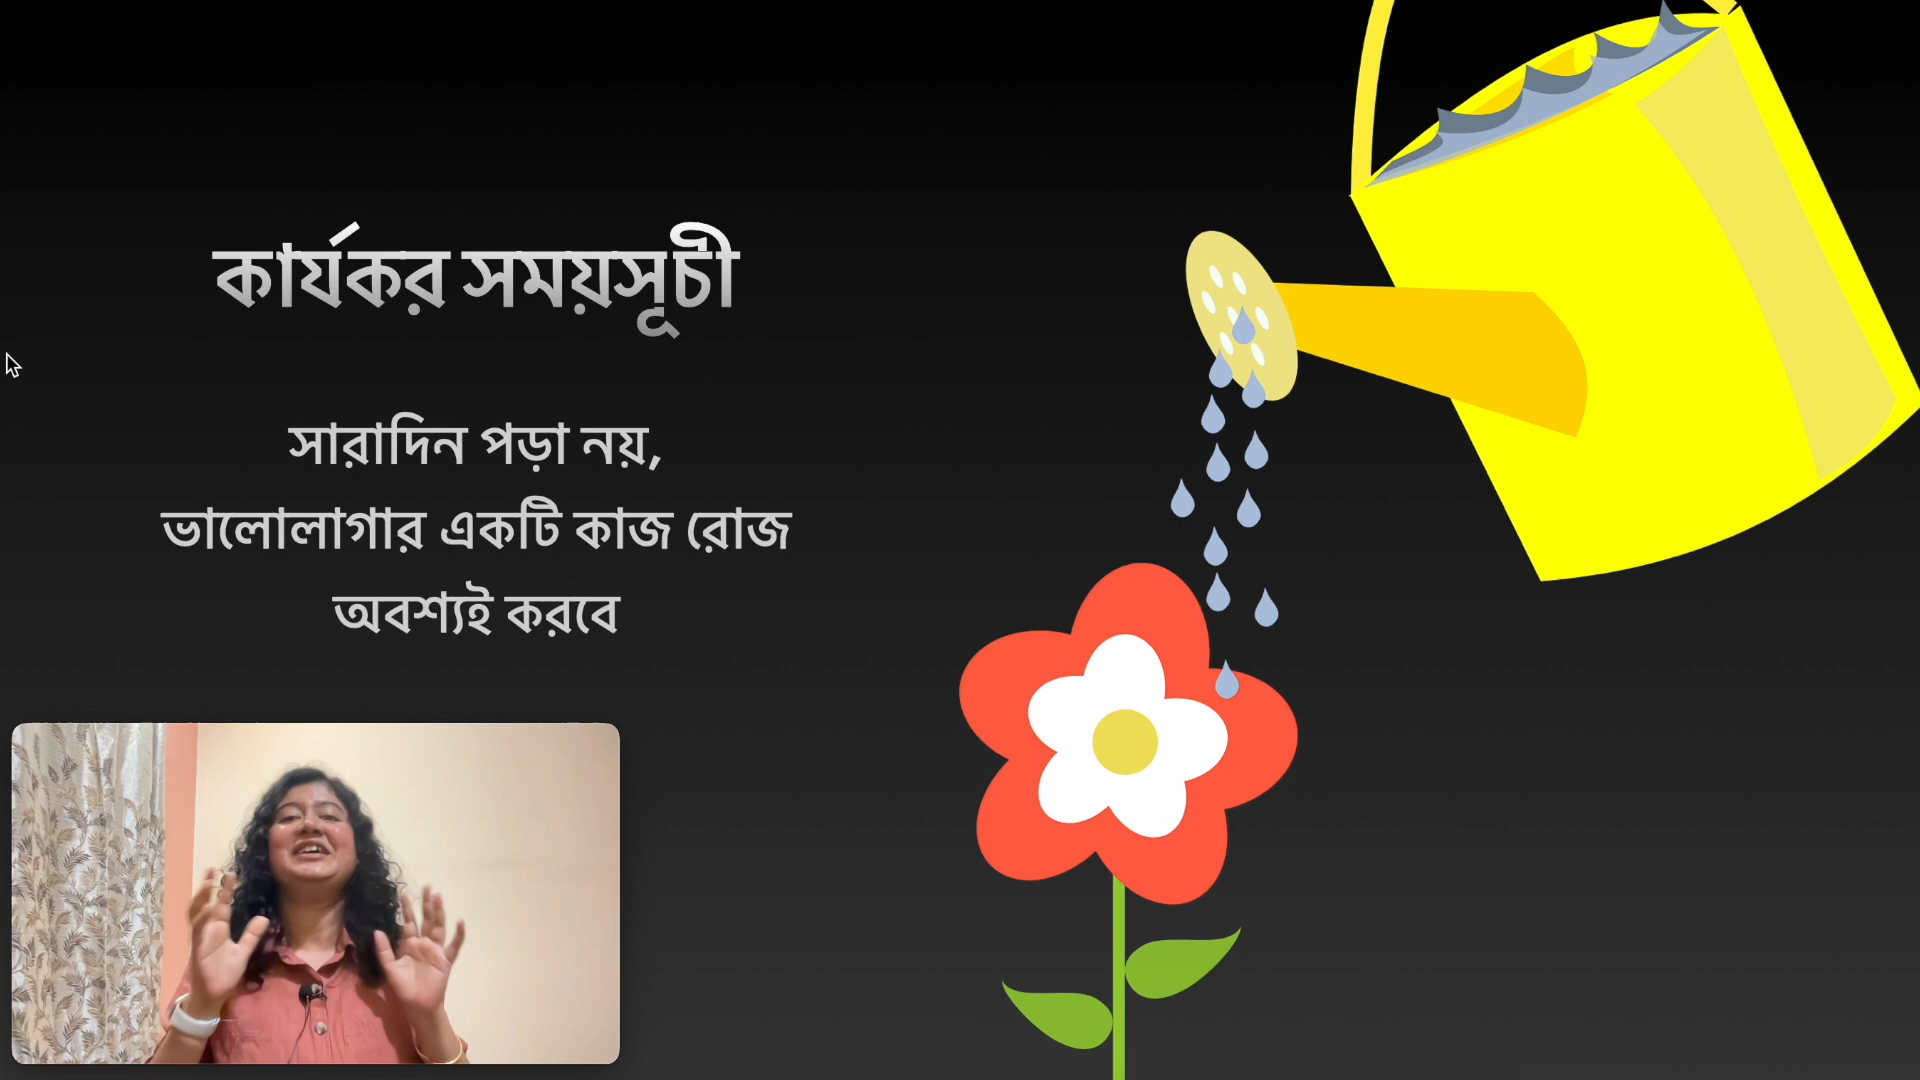 কার্যকর সময়সূচী
সারাদিন পড়া নয়,
ভালোলাগার একটি কাজ রোজ
অবশ্যই করবে